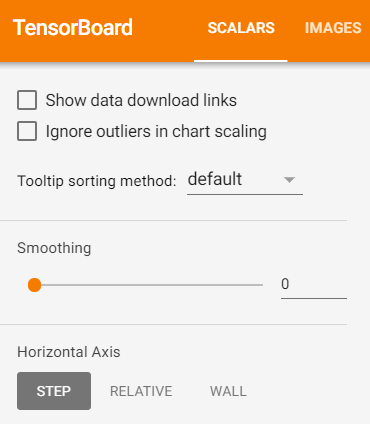 TensorBoard SCALARS IMAGES
Show data download links
Ignore outliers in chart scaling
Tooltip sorting method: default
Smoothing
0
Horizontal Axis
STEP RELATIVE WALL